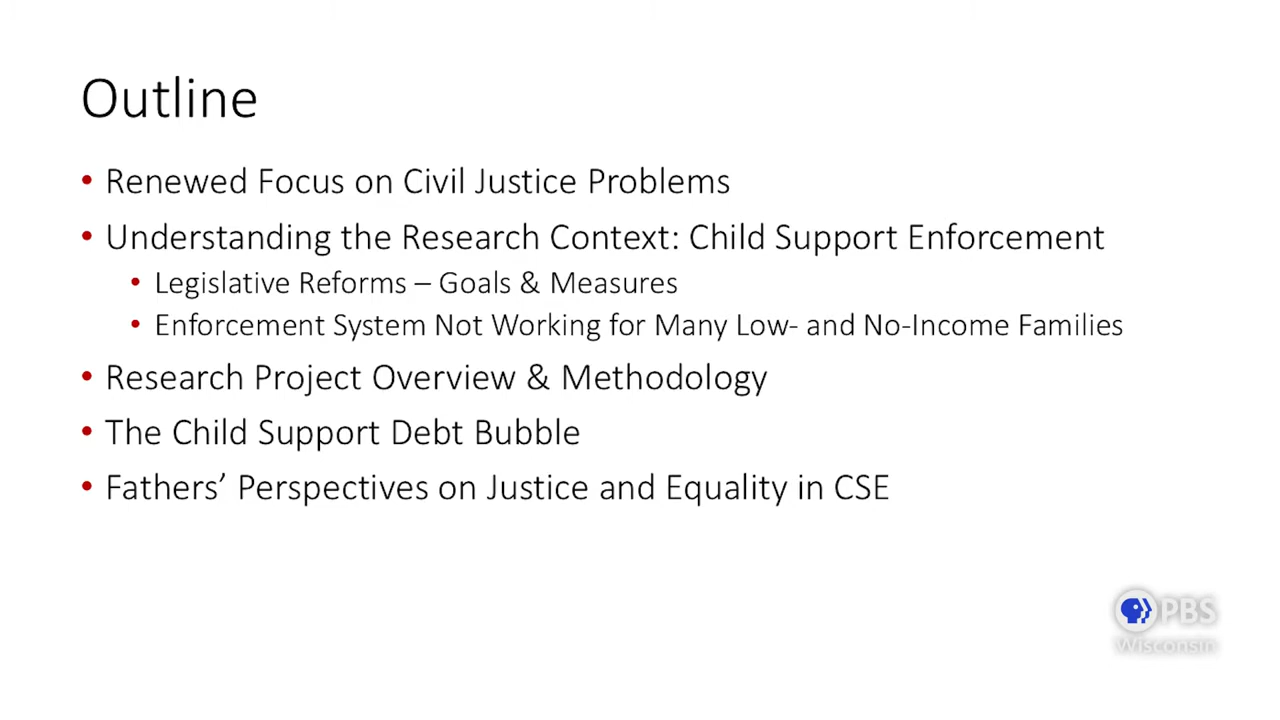 Outline
• Renewed Focus on Civil Justice Problems
• Understanding the Research Context: Child Support Enforcement
• Legislative Reforms – Goals & Measures
• Enforcement System Not Working for Many Low- and No-Income Families
• Research Project Overview & Methodology
• The Child Support Debt Bubble
• Fathers’ Perspectives on Justice and Equality in CSE
PBS
Wisconsin